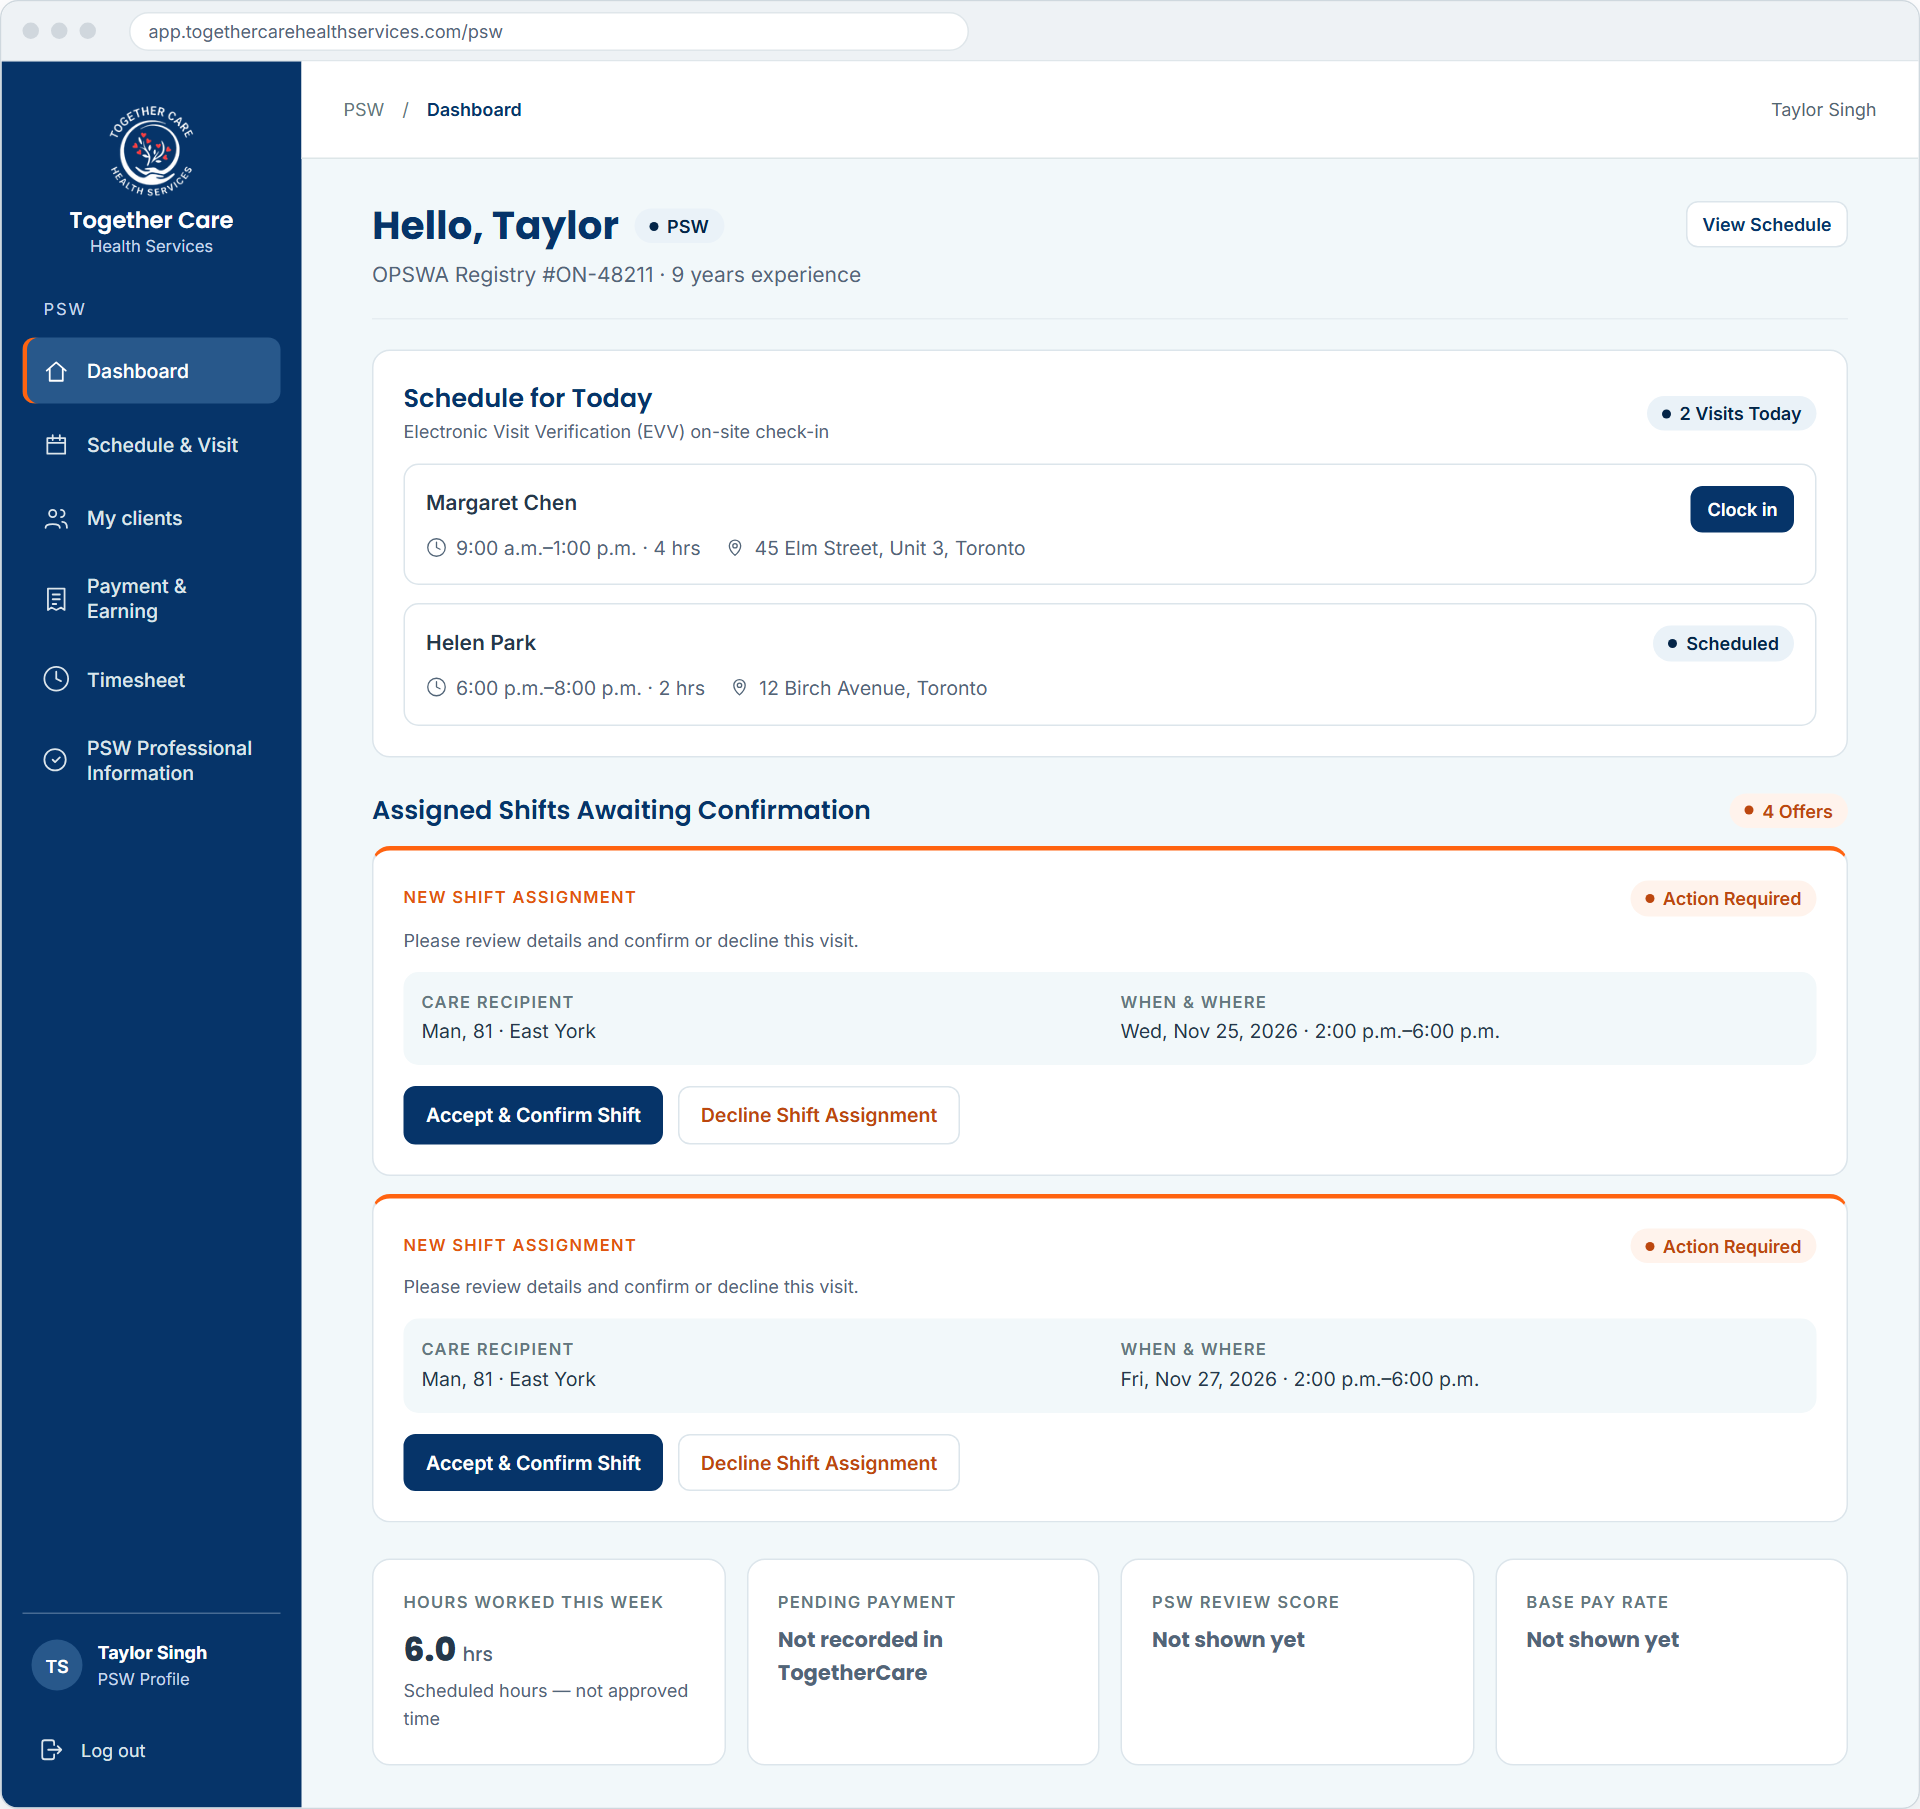 app.togethercarehealthservices.com/psw
TOGETHER CARE
HEALTH SERVICES
Together Care
Health Services
PSW
Dashboard
Schedule & Visit
My clients
Payment &
Earning
Timesheet
PSW Professional
Information
TS
Taylor Singh
PSW Profile
Log out
PSW / Dashboard
Taylor Singh
Hello, Taylor
PSW
View Schedule
OPSWA Registry #ON-48211 · 9 years experience
Schedule for Today
Electronic Visit Verification (EVV) on-site check-in
2 Visits Today
Margaret Chen
Clock in
9:00 a.m.–1:00 p.m. · 4 hrs 45 Elm Street, Unit 3, Toronto
Helen Park
Scheduled
6:00 p.m.–8:00 p.m. · 2 hrs 12 Birch Avenue, Toronto
Assigned Shifts Awaiting Confirmation
4 Offers
NEW SHIFT ASSIGNMENT
Action Required
Please review details and confirm or decline this visit.
CARE RECIPIENT
Man, 81 · East York
WHEN & WHERE
Wed, Nov 25, 2026 · 2:00 p.m.–6:00 p.m.
Accept & Confirm Shift
Decline Shift Assignment
NEW SHIFT ASSIGNMENT
Action Required
Please review details and confirm or decline this visit.
CARE RECIPIENT
Man, 81 · East York
WHEN & WHERE
Fri, Nov 27, 2026 · 2:00 p.m.–6:00 p.m.
Accept & Confirm Shift
Decline Shift Assignment
HOURS WORKED THIS WEEK
6.0 hrs
Scheduled hours — not approved
time
PENDING PAYMENT
Not recorded in
TogetherCare
PSW REVIEW SCORE
Not shown yet
BASE PAY RATE
Not shown yet